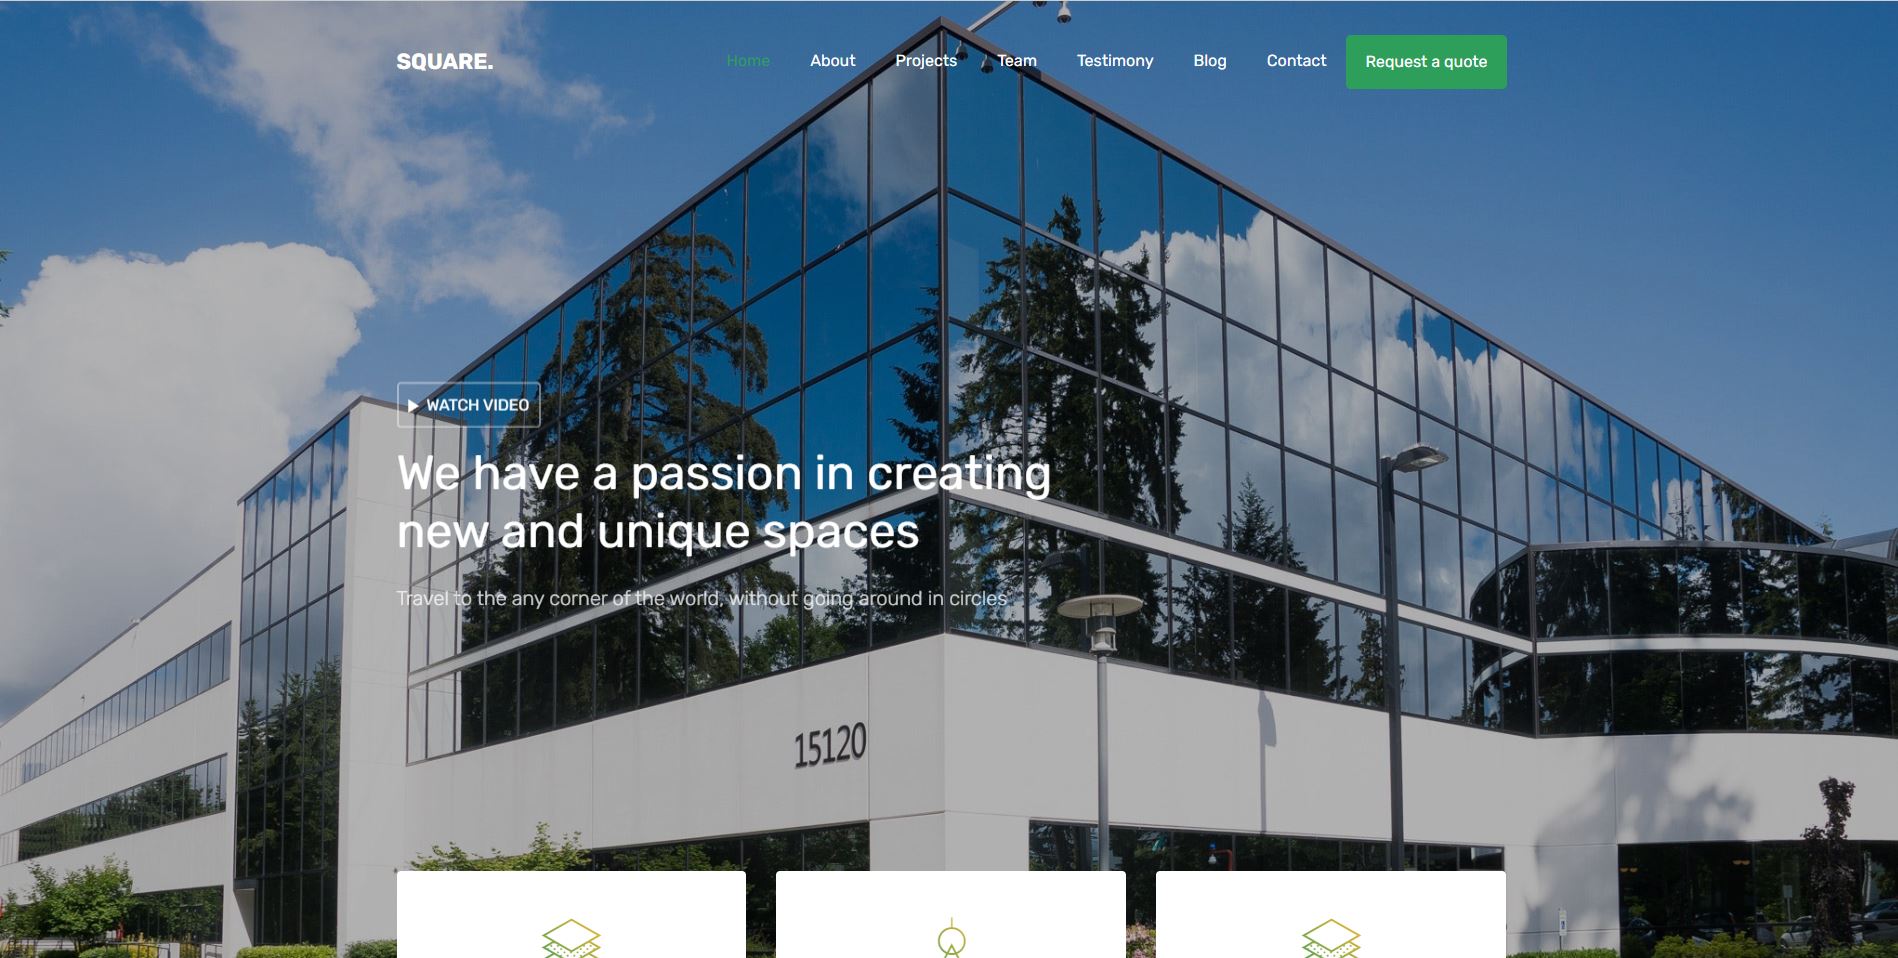 SQUARE.
Home About Projects Team Testimony Blog Contact Request a quote
WATCH VIDEO
We have a passion in creating
new and unique spaces
Travel to the any corner of the world, without going around in circles
15120